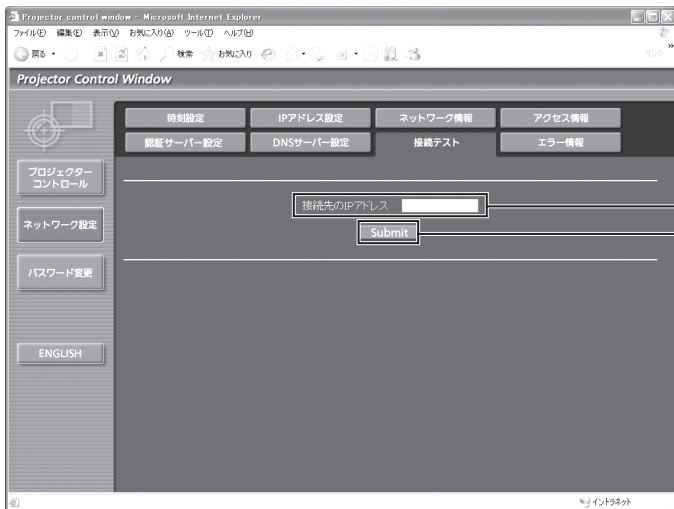 Projector control window - Microsoft Internet Explorer
ファイル(F) 編集(E) 表示(V) お気に入り(A) ツール(T) ヘルプ(H)
戻る 検索 お気に入り リンク »
Projector Control Window
時刻設定 IPアドレス設定 ネットワーク情報 アクセス情報
認証サーバー設定 DNSサーバー設定 接続テスト エラー情報
プロジェクター
コントロール
接続先のIPアドレス
ネットワーク設定
Submit
パスワード変更
ENGLISH
イントラネット